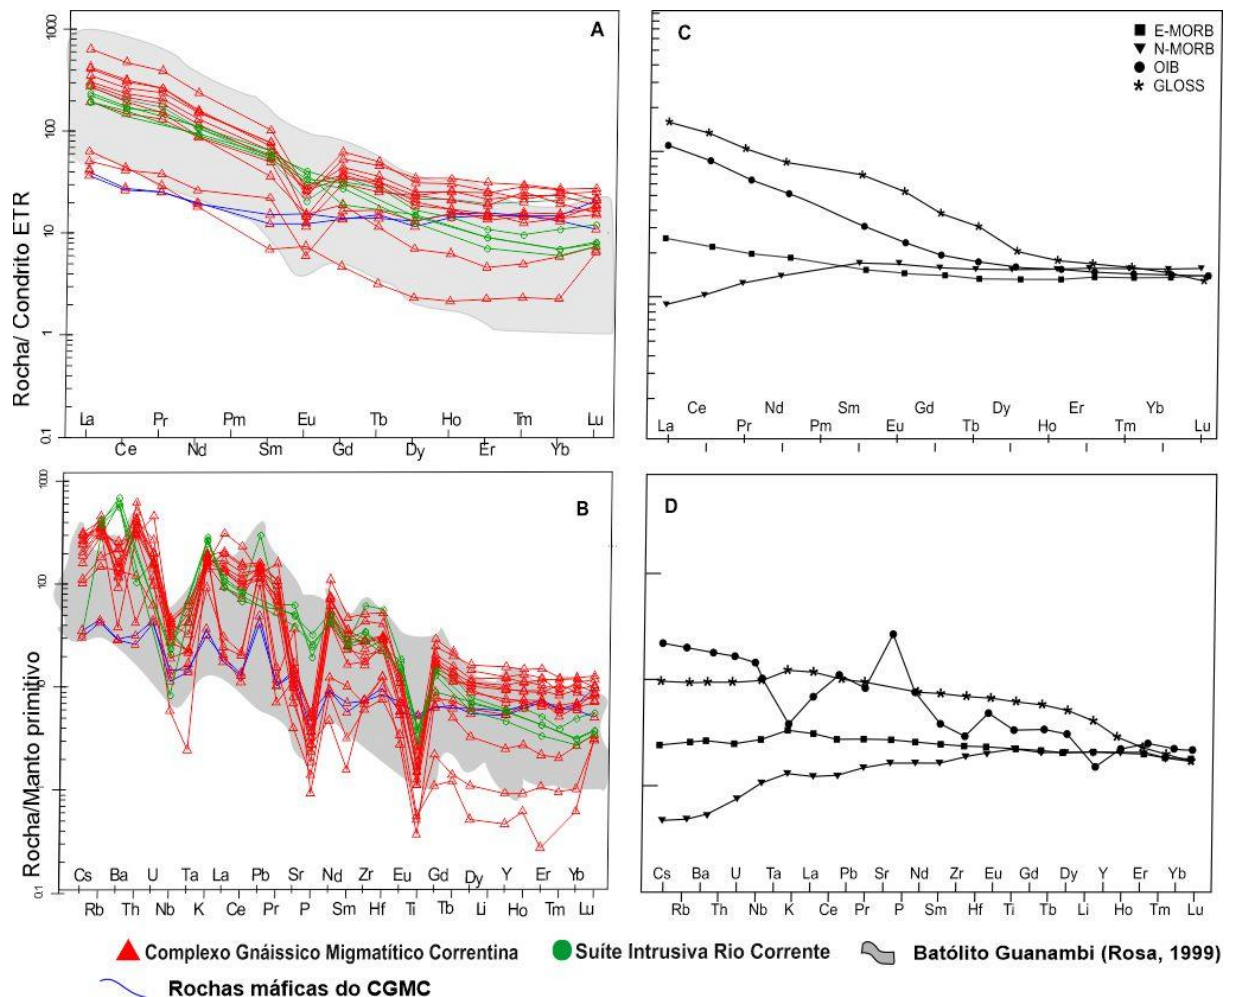 A
Rocha/ Condrito ETR
1000
100
10
1
0.1
La Pr Pm Eu Tb Ho Tm Lu
Ce Nd Sm Gd Dy Er Yb
C
E-MORB
N-MORB
OIB
GLOSS
Ce Nd Sm Gd Dy Er Yb
La Pr Pm Eu Tb Ho Tm Lu
B
Rocha/Manto primitivo
1000
100
10
1
0.1
Cs Ba U Ta La Pb Sr Nd Zr Eu Gd Dy Y Er Yb
Rb Th Nb K Ce Pr P Sm Hf Ti Tb Li Ho Tm Lu
D
Cs Ba U Ta La Pb Sr Nd Zr Eu Gd Dy Y Er Yb
Rb Th Nb K Ce Pr P Sm Hf Ti Tb Li Ho Tm Lu
Complexo Gnáissico Migmatítico Correntina
Suíte Intrusiva Rio Corrente
Batólito Guanambi (Rosa, 1999)
Rochas máficas do CGMC